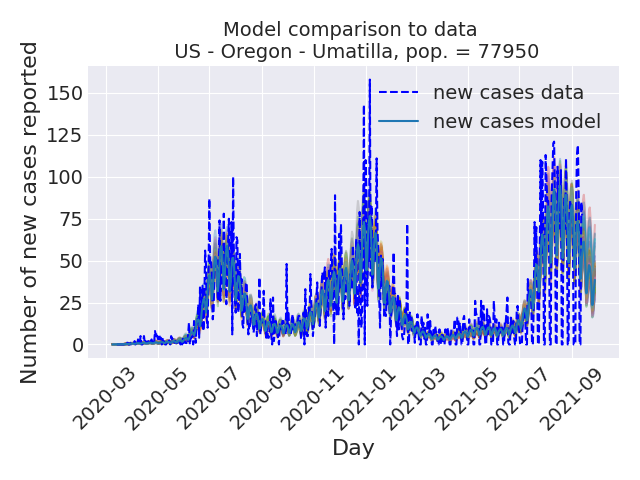 Model comparison to data
US - Oregon - Umatilla, pop. = 77950
Number of new cases reported
150
125
100
75
50
25
0
new cases data
new cases model
2020-03
2020-05
2020-07
2020-09
2020-11
2021-01
2021-03
2021-05
2021-07
2021-09
Day